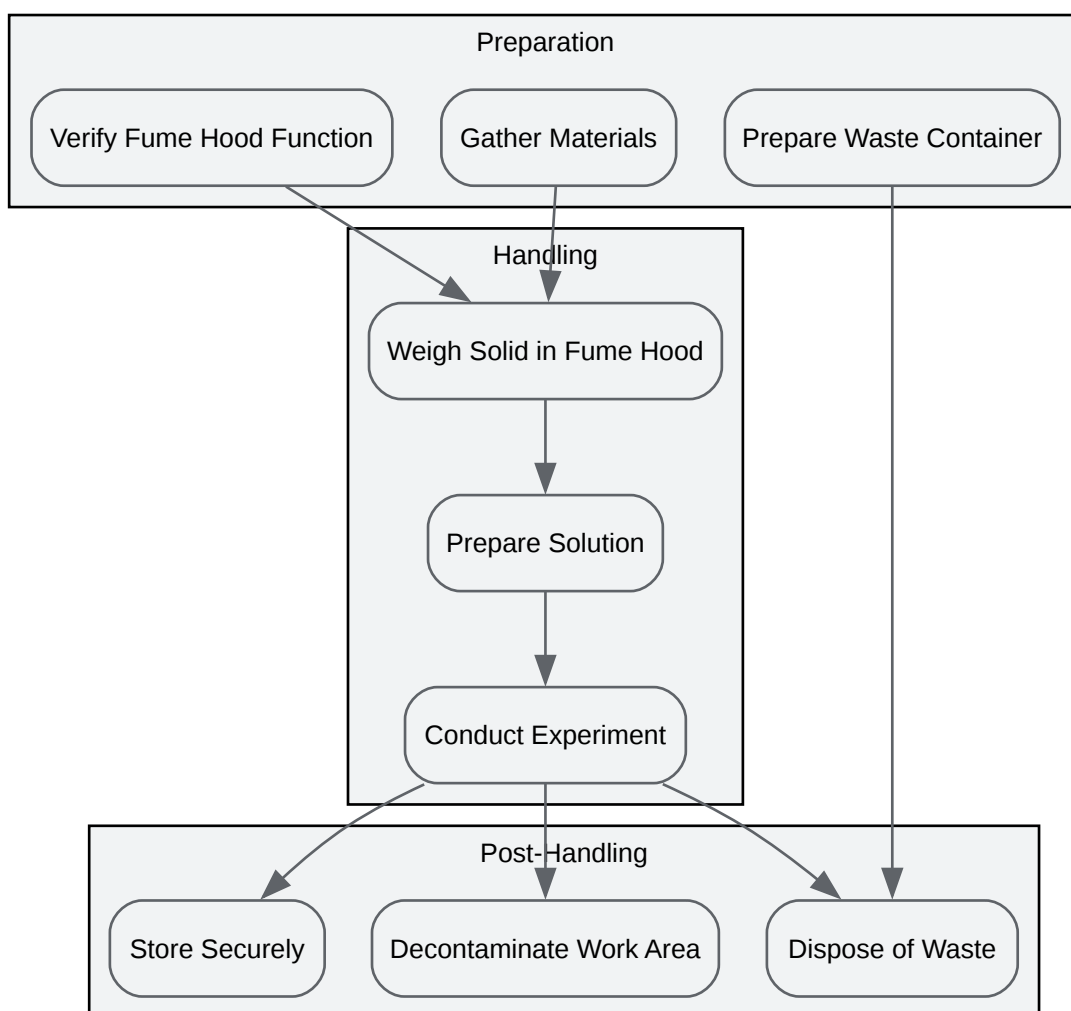 Preparation
Verify Fume Hood Function
Gather Materials
Prepare Waste Container
Handling
Weigh Solid in Fume Hood
Prepare Solution
Conduct Experiment
Post-Handling
Store Securely
Decontaminate Work Area
Dispose of Waste